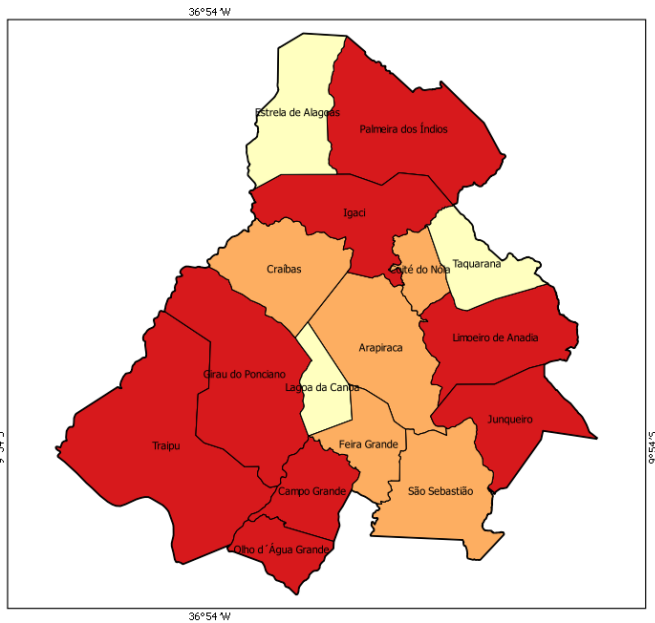 36°54'W
Estrela de Alagoas
Palmeira dos Índios
Igaci
Craíbas
Coité do Nóia
Taquarana
Arapiraca
Limoeiro de Anadia
Girau do Ponciano
Lagoa da Canoa
Junqueiro
Traipu
Feira Grande
9°54'S
9°54'S
Campo Grande
São Sebastião
Olho d´Água Grande
36°54'W